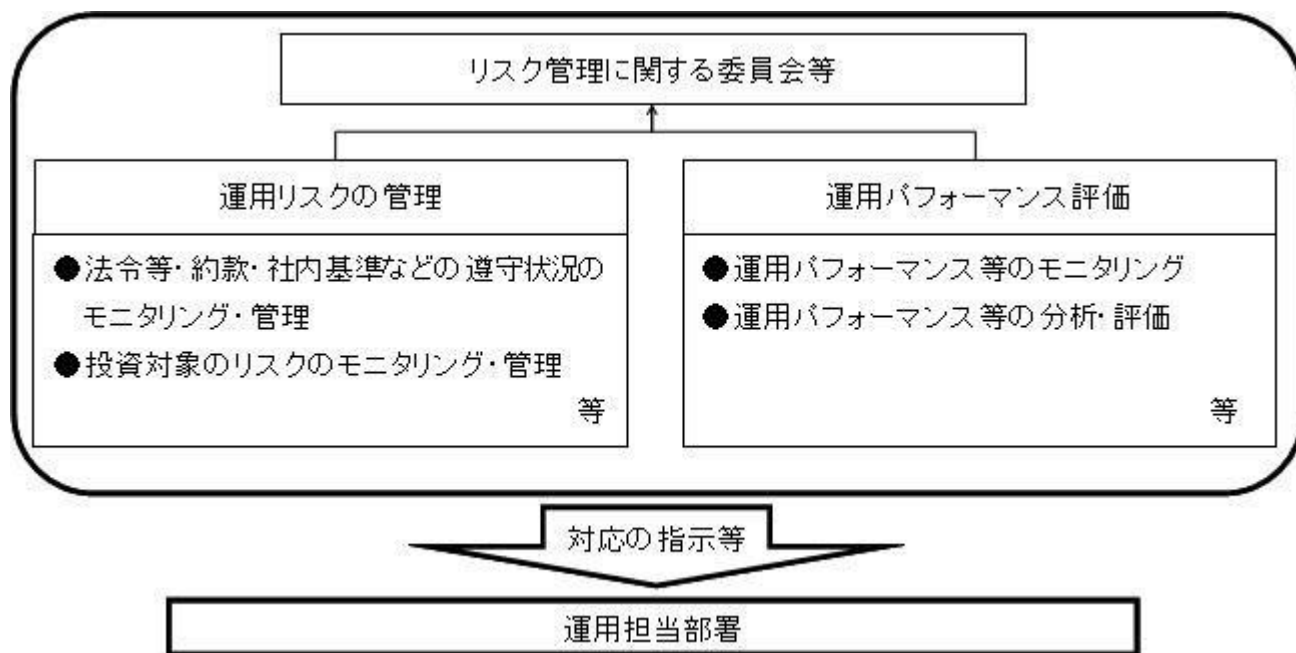 リスク管理に関する委員会等
運用リスクの管理
●法令等・約款・社内基準などの遵守状況の
モニタリング・管理
●投資対象のリスクのモニタリング・管理
等
運用パフォーマンス評価
●運用パフォーマンス等のモニタリング
●運用パフォーマンス等の分析・評価
等
対応の指示等
運用担当部署